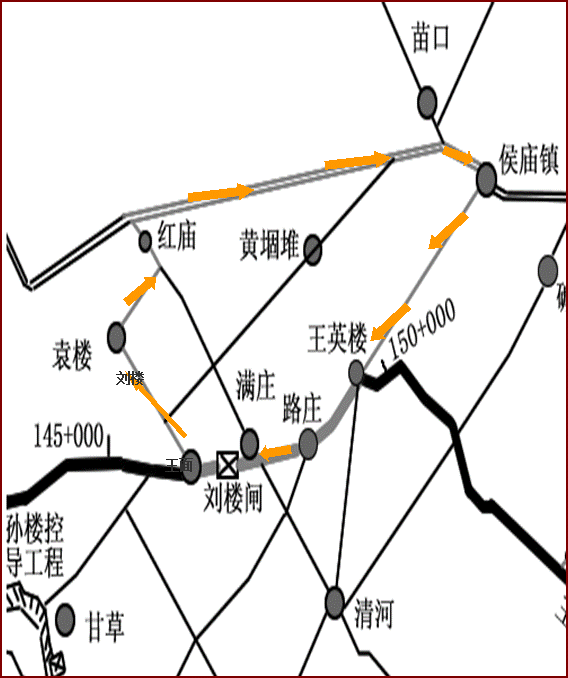 苗口
侯庙镇
红庙
黄堌堆
王英楼
150+000
袁楼
刘楼
满庄
路庄
145+000
王面
刘楼闸
孙楼控
导工程
甘草
清河